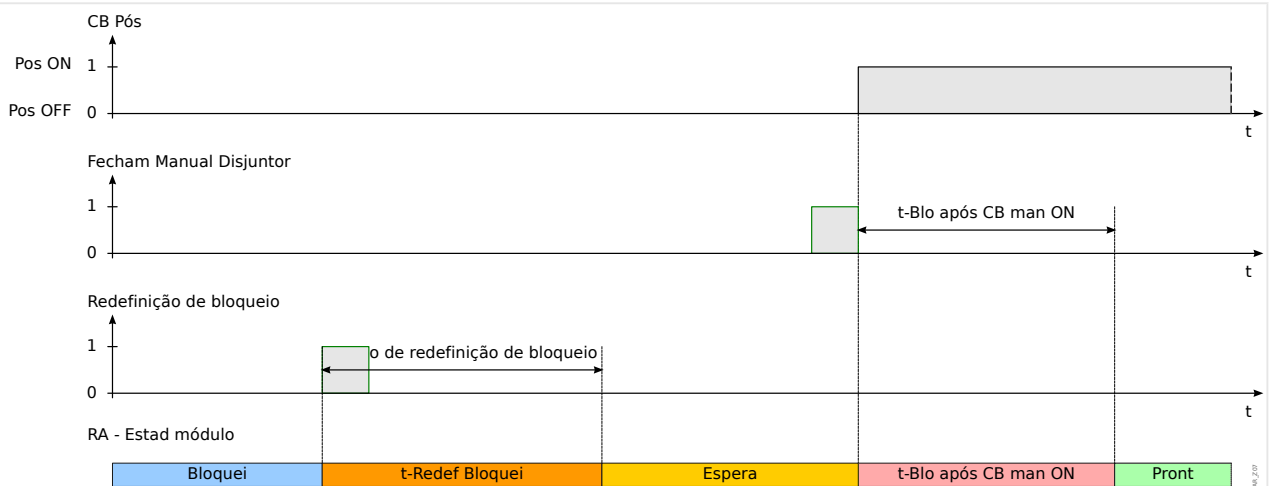 CB Pós
Pos ON 1
Pos OFF 0
t
Fecham Manual Disjuntor
1
t-Blo após CB man ON
0
t
Redefinição de bloqueio
1
o de redefinição de bloqueio
0
t
RA - Estad módulo
Bloquei t-Redef Bloquei Espera t-Blo após CB man ON Pront